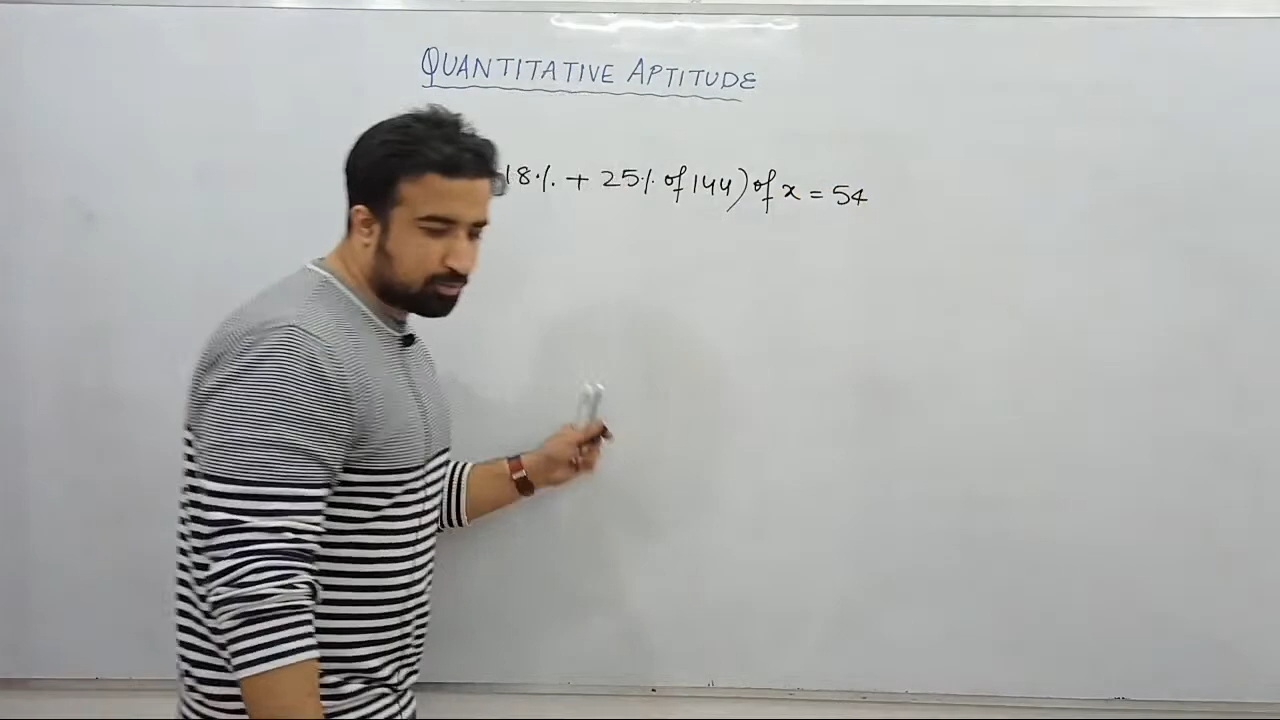 QUANTITATIVE APTITUDE
18% + 25% of 144) of x = 54